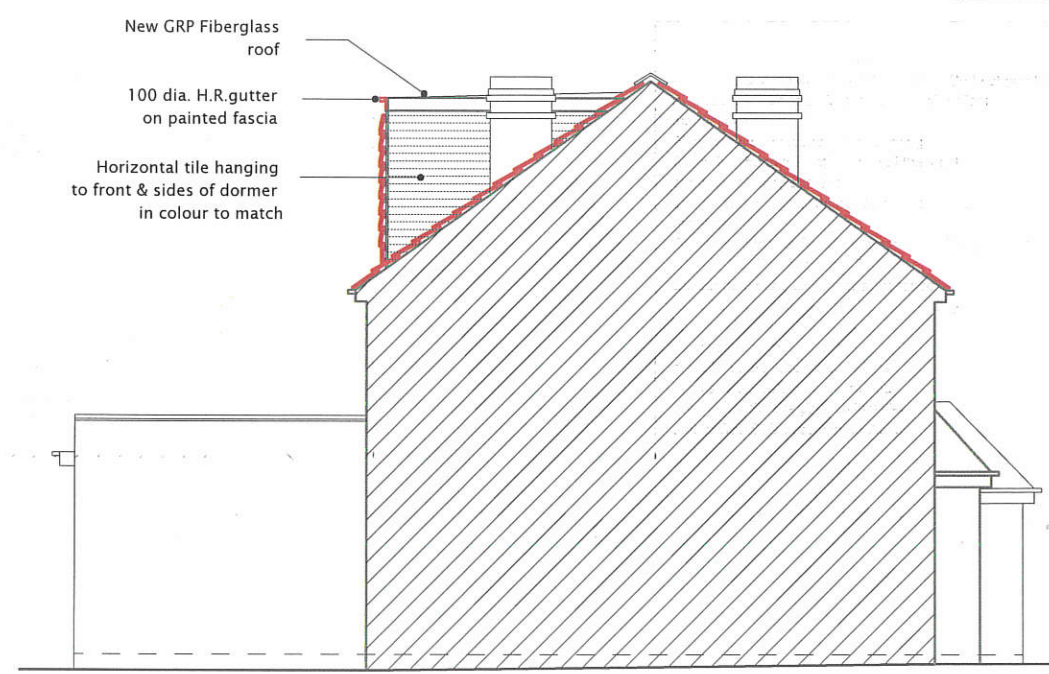 New GRP Fiberglass
roof
100 dia. H.R.gutter
on painted fascia
Horizontal tile hanging
to front & sides of dormer
in colour to match